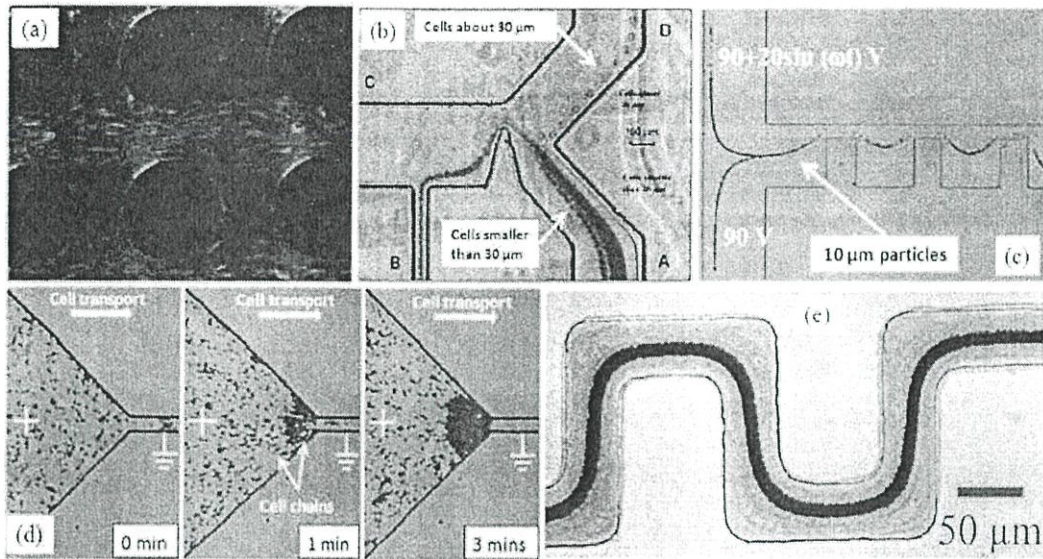 (a)
(b)
Cells about 30 µm
D
C
B
A
Cells smaller
than 30 µm
90+20sin (ωt) V
90 V
10 µm particles
(c)
Cell transport
Cell transport
Cell transport
Cell chains
(d)
0 min
1 min
3 mins
(e)
50 µm